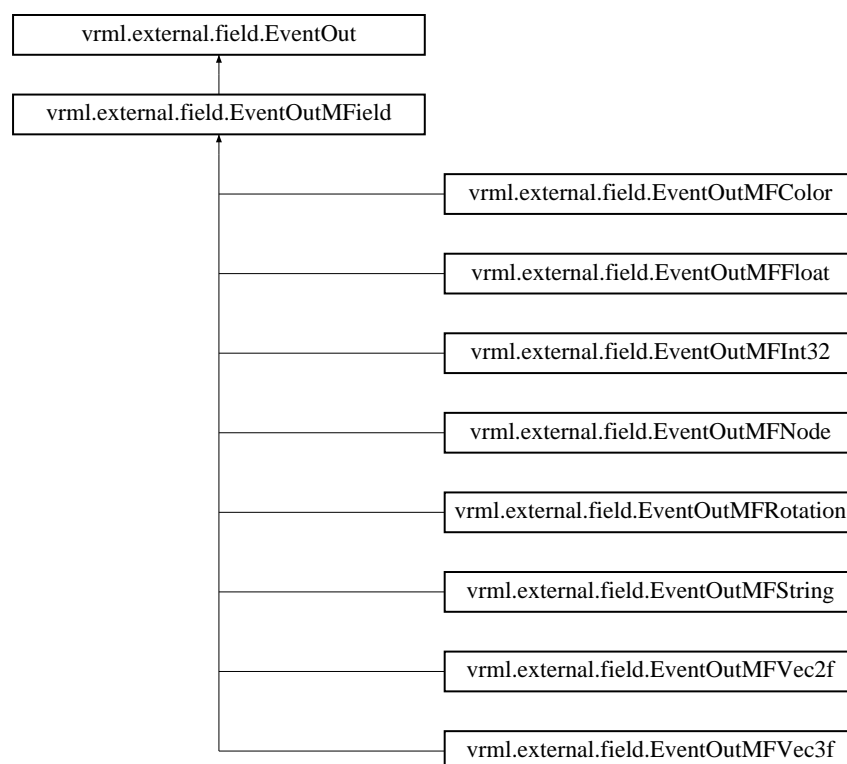 vrml.external.field.EventOut
vrml.external.field.EventOutMField
vrml.external.field.EventOutMFColor
vrml.external.field.EventOutMFFloat
vrml.external.field.EventOutMFInt32
vrml.external.field.EventOutMFNode
vrml.external.field.EventOutMFRotation
vrml.external.field.EventOutMFString
vrml.external.field.EventOutMFVec2f
vrml.external.field.EventOutMFVec3f